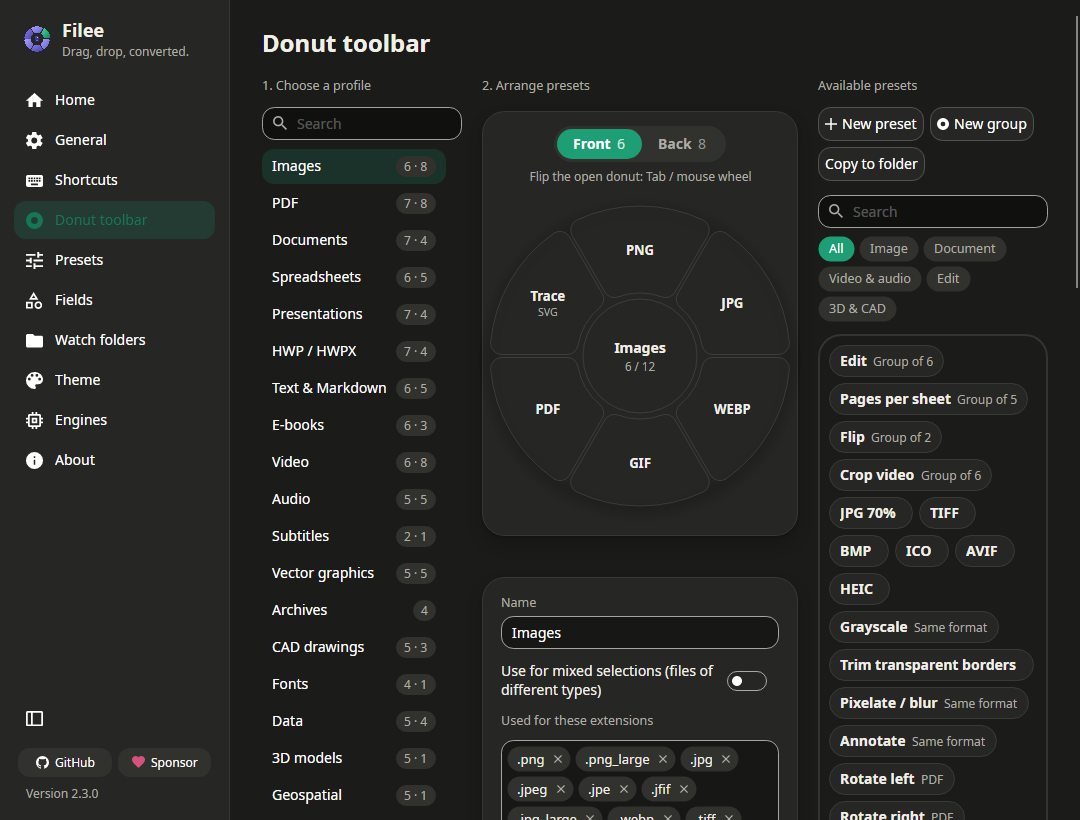 Filee
Drag, drop, converted.
Home
General
Shortcuts
Donut toolbar
Presets
Fields
Watch folders
Theme
Engines
About
GitHub
Sponsor
Version 2.3.0
Donut toolbar
1. Choose a profile
Search
Images 6 · 8
PDF 7 · 8
Documents 7 · 4
Spreadsheets 6 · 5
Presentations 7 · 4
HWP / HWPX 7 · 4
Text & Markdown 6 · 5
E-books 6 · 3
Video 6 · 8
Audio 5 · 5
Subtitles 2 · 1
Vector graphics 5 · 5
Archives 4
CAD drawings 5 · 3
Fonts 4 · 1
Data 5 · 4
3D models 5 · 1
Geospatial 5 · 1
2. Arrange presets
Front 6 Back 8
Flip the open donut: Tab / mouse wheel
PNG
Trace
SVG
JPG
Images
6 / 12
PDF
WEBP
GIF
Name
Images
Use for mixed selections (files of
different types)
Used for these extensions
.png × .png_large × .jpg ×
.jpeg × .jpe × .jfif ×
.jpg_large × .webp × .tiff ×
Available presets
+ New preset New group
Copy to folder
Search
All Image Document
Video & audio Edit
3D & CAD
Edit Group of 6
Pages per sheet Group of 5
Flip Group of 2
Crop video Group of 6
JPG 70% TIFF
BMP ICO AVIF
HEIC
Grayscale Same format
Trim transparent borders
Pixelate / blur Same format
Annotate Same format
Rotate left PDF
Rotate right PDF